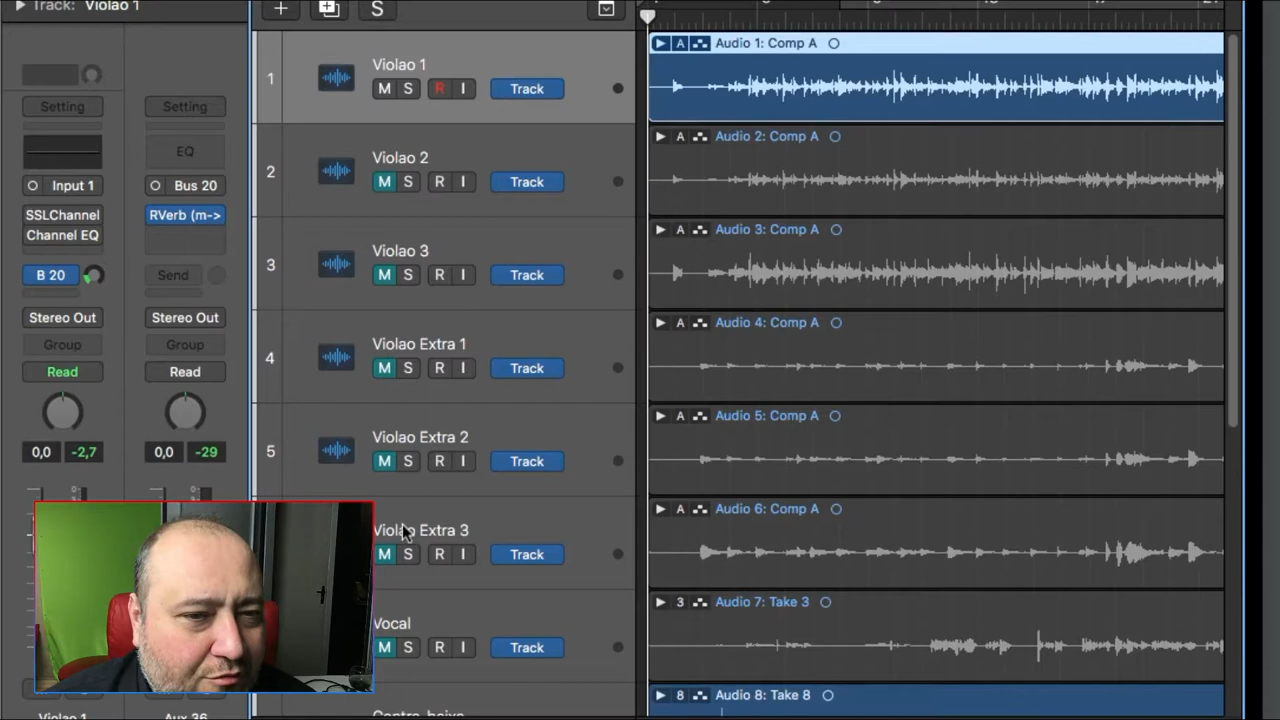 Track: Violao 1
S
Setting
Setting
EQ
Input 1
Bus 20
SSLChannel
RVerb (m->
Channel EQ
B 20
Send
Stereo Out
Stereo Out
Group
Group
Read
Read
0,0 -2,7
0,0 -29
Violao 1
Aux 36
1
Violao 1
M S R I Track
2
Violao 2
M S R I Track
3
Violao 3
M S R I Track
4
Violao Extra 1
M S R I Track
5
Violao Extra 2
M S R I Track
Violao Extra 3
M S R I Track
Vocal
M S R I Track
Contra-baixo
17
A Audio 1: Comp A
A Audio 2: Comp A
A Audio 3: Comp A
A Audio 4: Comp A
A Audio 5: Comp A
A Audio 6: Comp A
3 Audio 7: Take 3
8 Audio 8: Take 8